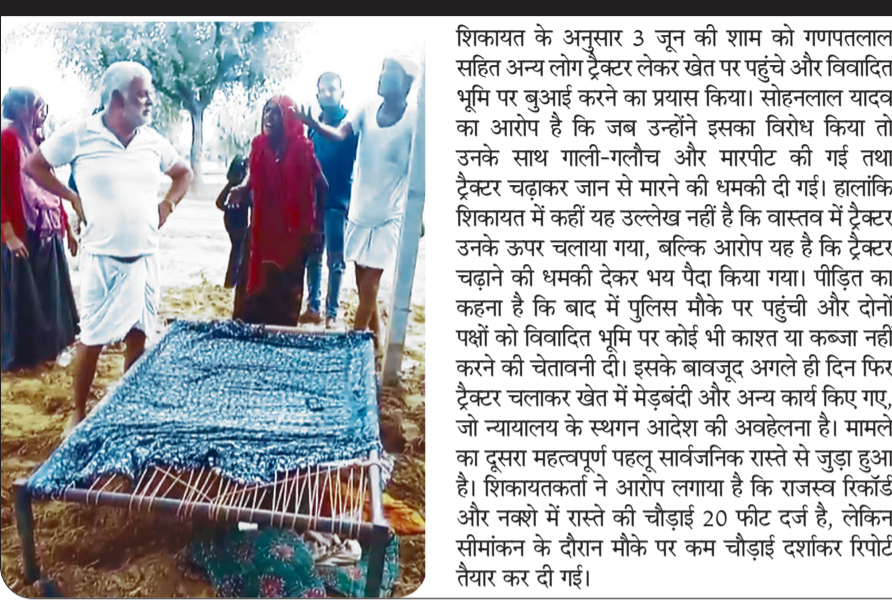 शिकायत के अनुसार 3 जून की शाम को गणपतलाल
सहित अन्य लोग ट्रैक्टर लेकर खेत पर पहुंचे और विवादित
भूमि पर बुआई करने का प्रयास किया। सोहनलाल यादव
का आरोप है कि जब उन्होंने इसका विरोध किया तो
उनके साथ गाली-गलौच और मारपीट की गई तथा
ट्रैक्टर चढ़ाकर जान से मारने की धमकी दी गई। हालांकि
शिकायत में कहीं यह उल्लेख नहीं है कि वास्तव में ट्रैक्टर
उनके ऊपर चलाया गया, बल्कि आरोप यह है कि ट्रैक्टर
चढ़ाने की धमकी देकर भय पैदा किया गया। पीड़ित का
कहना है कि बाद में पुलिस मौके पर पहुंची और दोनों
पक्षों को विवादित भूमि पर कोई भी काश्त या कब्जा नहीं
करने की चेतावनी दी। इसके बावजूद अगले ही दिन फिर
ट्रैक्टर चलाकर खेत में मेड़बंदी और अन्य कार्य किए गए,
जो न्यायालय के स्थगन आदेश की अवहेलना है। मामले
का दूसरा महत्वपूर्ण पहलू सार्वजनिक रास्ते से जुड़ा हुआ
है। शिकायतकर्ता ने आरोप लगाया है कि राजस्व रिकॉर्ड
और नक्शे में रास्ते की चौड़ाई 20 फीट दर्ज है, लेकिन
सीमांकन के दौरान मौके पर कम चौड़ाई दर्शाकर रिपोर्ट
तैयार कर दी गई।